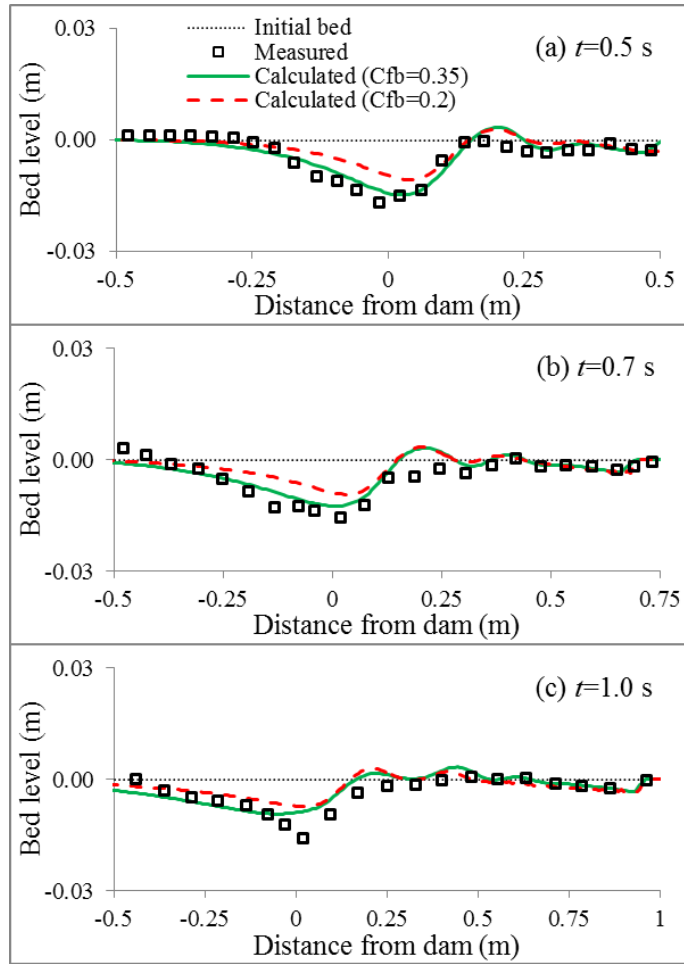 0.03
Initial bed
Measured
Calculated (Cfb=0.35)
Calculated (Cfb=0.2)
(a) t=0.5 s
Bed level (m)
0.00
-0.03
-0.5 -0.25 0 0.25 0.5
Distance from dam (m)
0.03
(b) t=0.7 s
Bed level (m)
0.00
-0.03
-0.5 -0.25 0 0.25 0.5 0.75
Distance from dam (m)
0.03
(c) t=1.0 s
Bed level (m)
0.00
-0.03
-0.5 -0.25 0 0.25 0.5 0.75 1
Distance from dam (m)